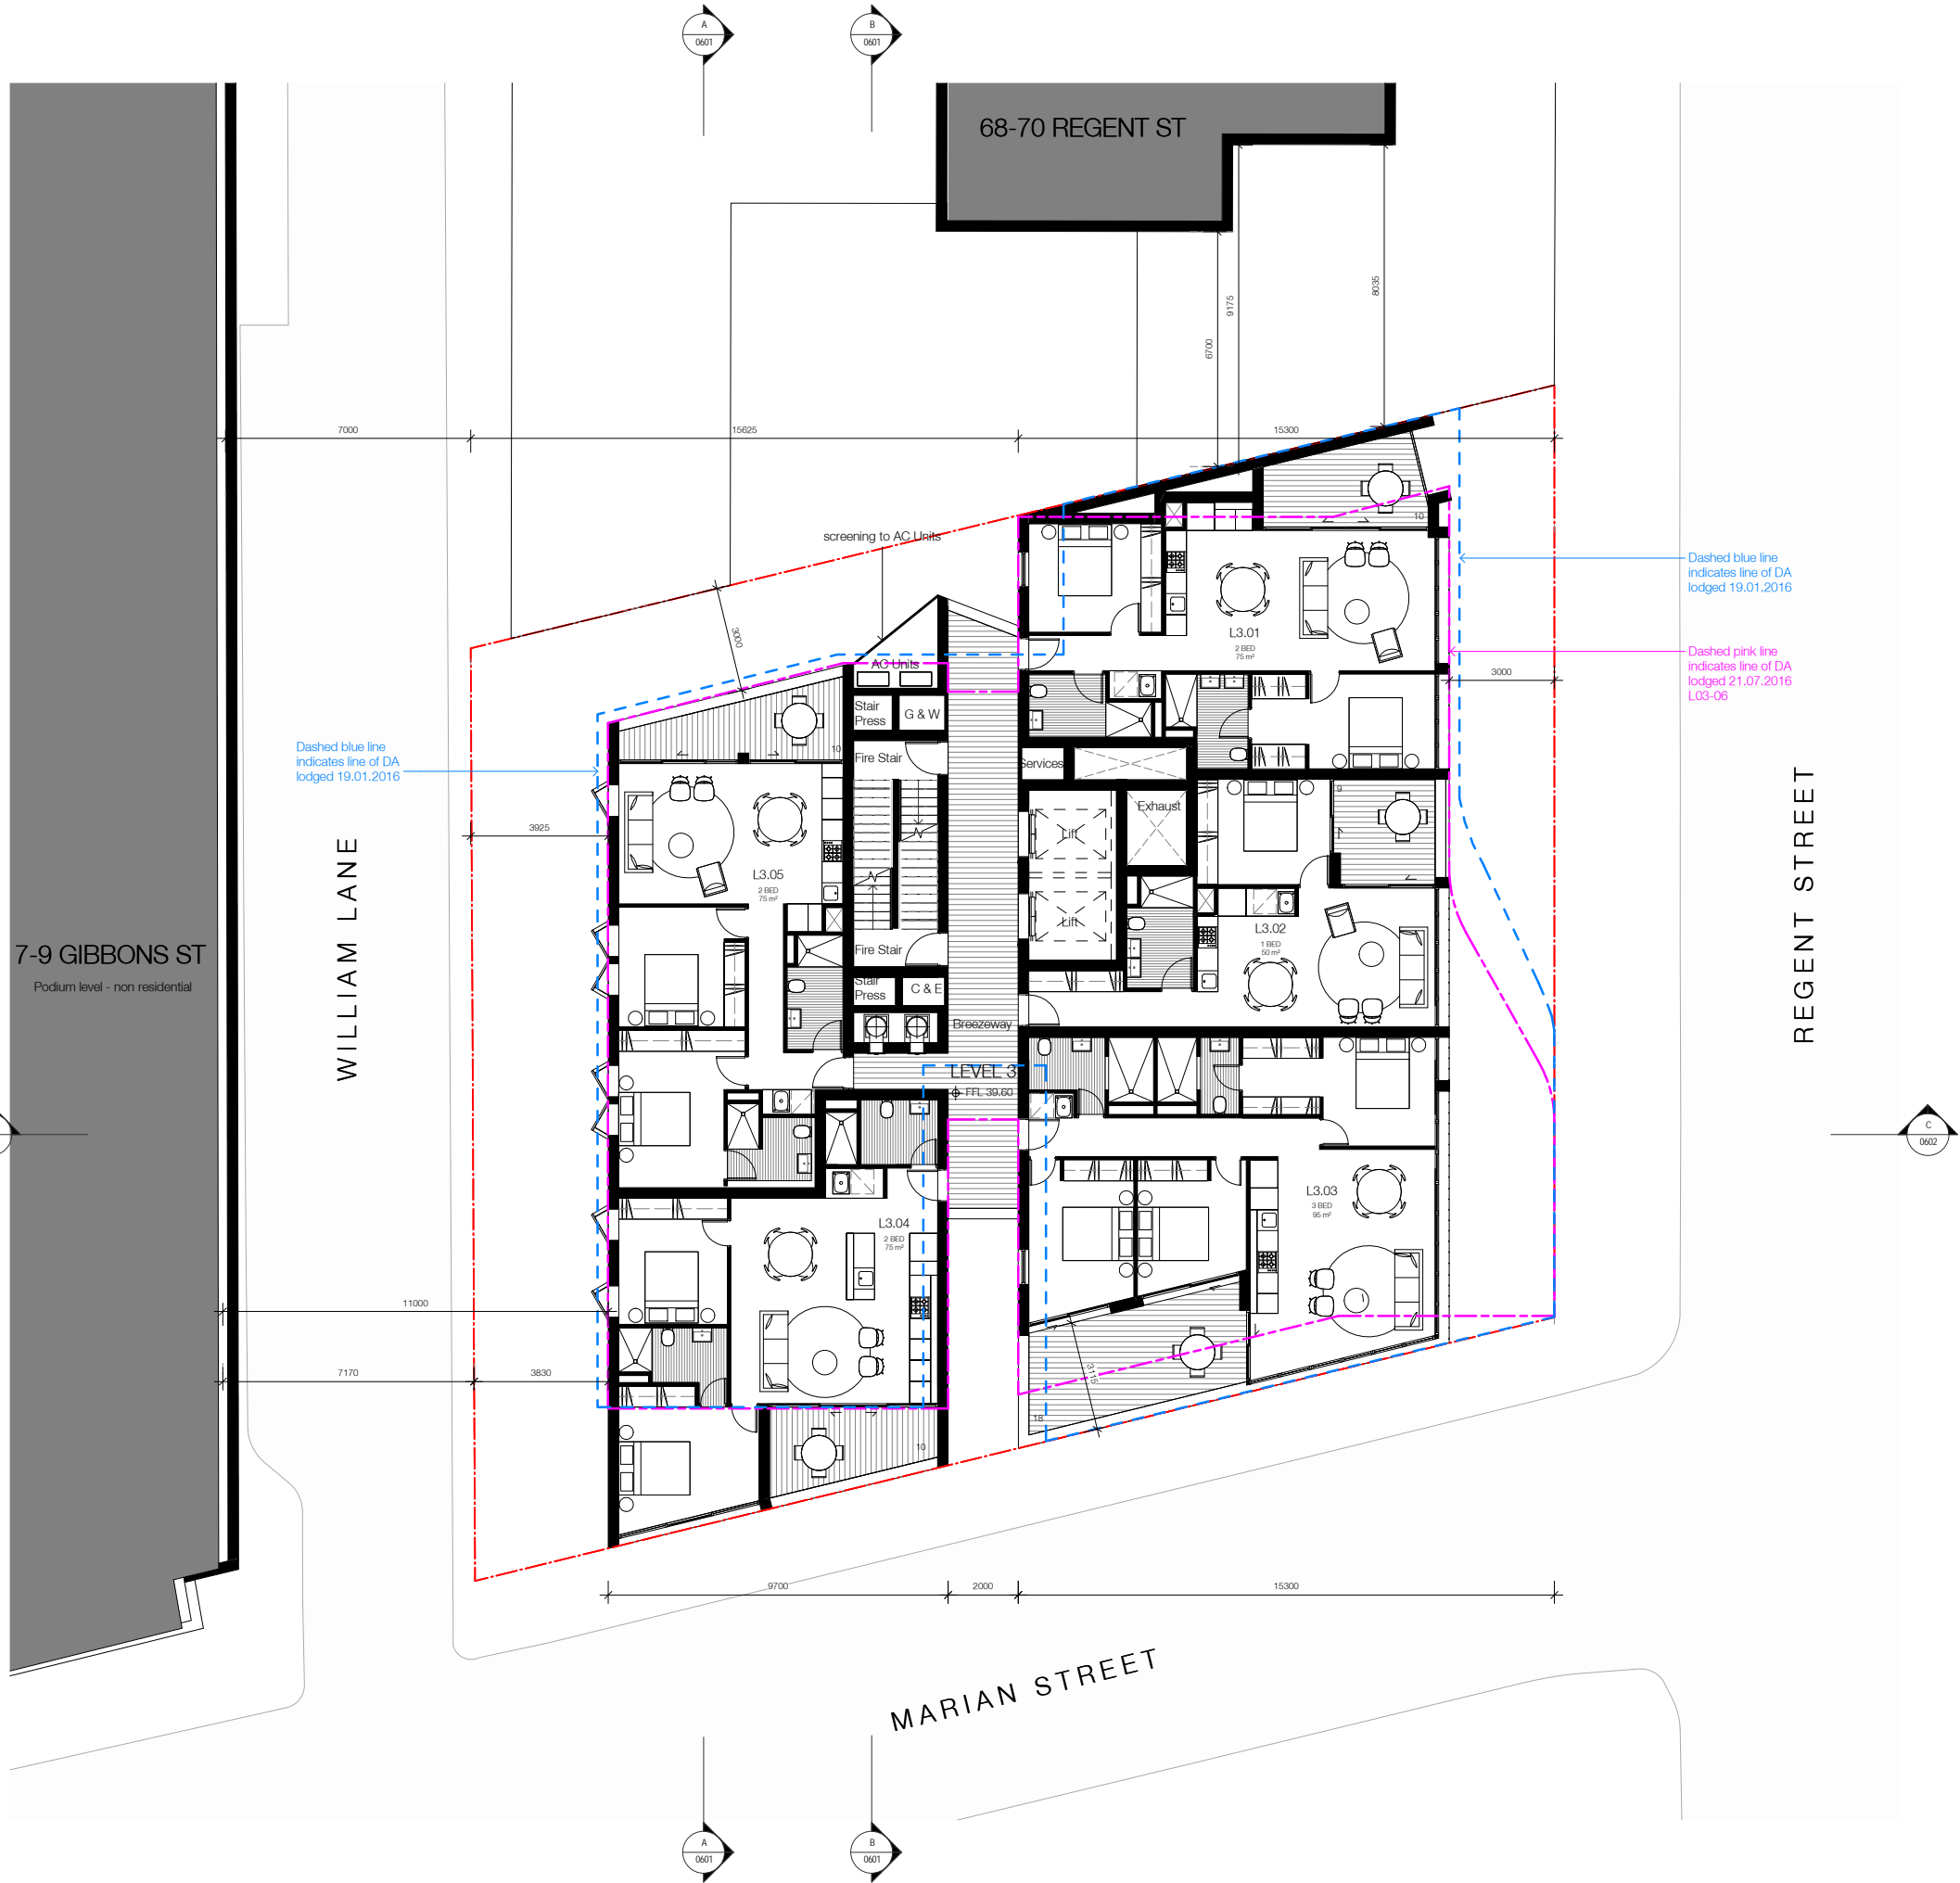 A
0601
B
0601
68-70 REGENT ST
8035
9175
6700
7000
15625
15300
screening to AC Units
10
Dashed blue line
indicates line of DA
lodged 19.01.2016
L3.01
2 BED
75 m²
3000
Dashed pink line
indicates line of DA
lodged 21.07.2016
L03-06
3000
AC Units
Stair
Press
G & W
10
Fire Stair
Services
Dashed blue line
indicates line of DA
lodged 19.01.2016
9
Exhaust
Lift
3925
L3.05
2 BED
75 m²
Lift
L3.02
1 BED
50 m²
Fire Stair
Stair
Press
C & E
Breezeway
7-9 GIBBONS ST
Podium level - non residential
WILLIAM LANE
REGENT STREET
LEVEL 3
FFL 39.60
C
0602
L3.03
3 BED
95 m²
L3.04
2 BED
75 m²
11000
7170
3830
3115
18
10
9700
2000
15300
MARIAN STREET
A
0601
B
0601